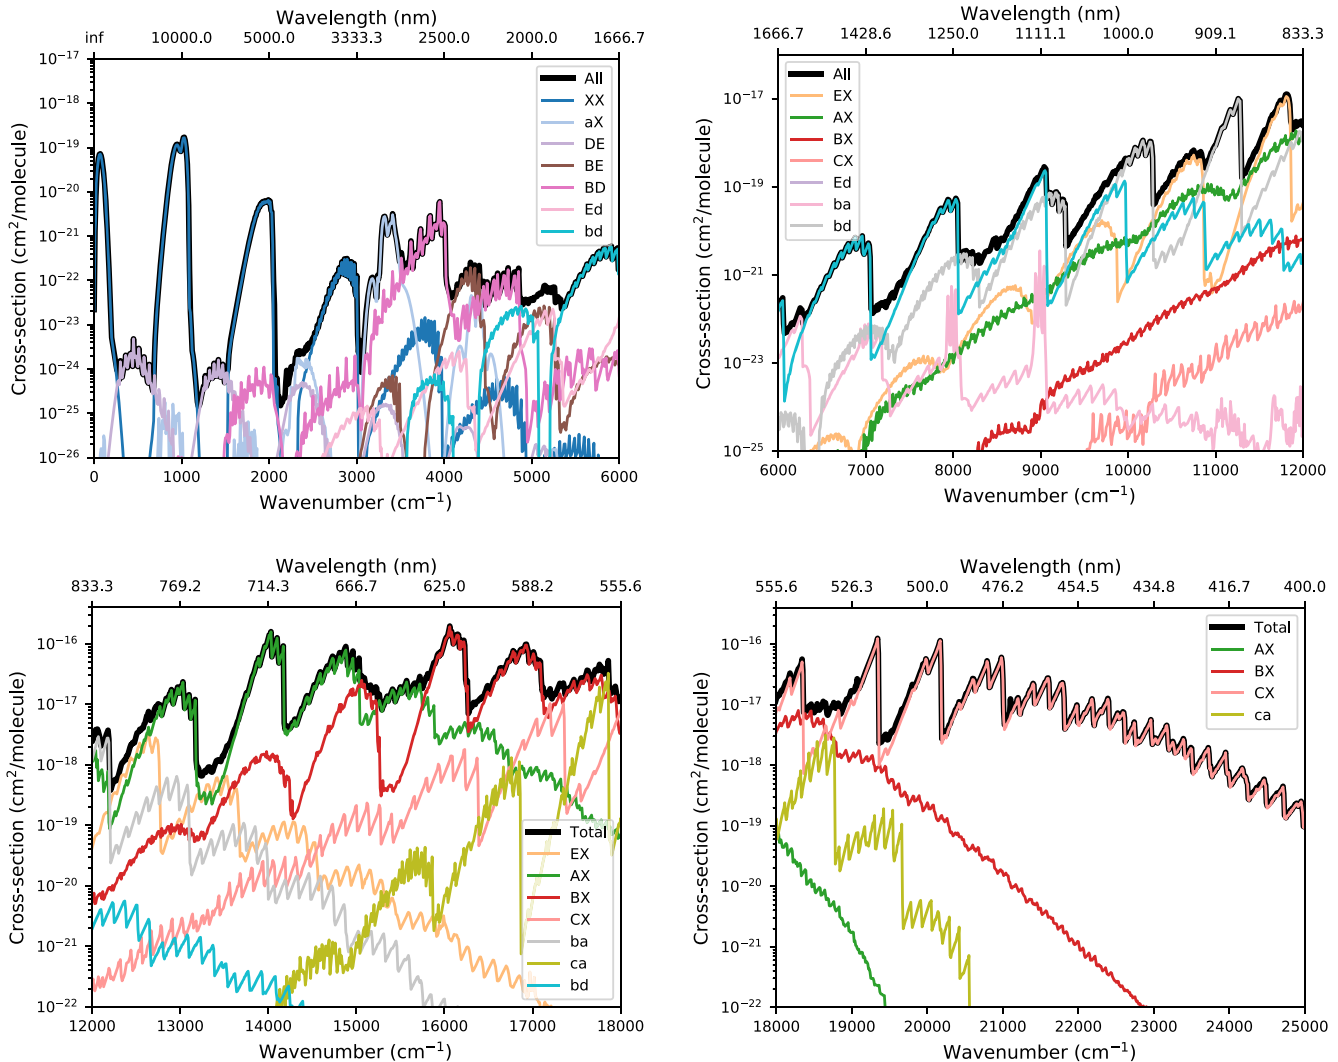 Wavelength (nm)
inf 10000.0 5000.0 3333.3 2500.0 2000.0 1666.7
10⁻¹⁷
10⁻¹⁸
10⁻¹⁹
10⁻²⁰
10⁻²¹
10⁻²²
10⁻²³
10⁻²⁴
10⁻²⁵
10⁻²⁶
Cross-section (cm²/molecule)
All
XX
aX
DE
BE
BD
Ed
bd
0 1000 2000 3000 4000 5000 6000
Wavenumber (cm⁻¹)
Wavelength (nm)
1666.7 1428.6 1250.0 1111.1 1000.0 909.1 833.3
10⁻¹⁷
10⁻¹⁹
10⁻²¹
10⁻²³
10⁻²⁵
Cross-section (cm²/molecule)
All
EX
AX
BX
CX
Ed
ba
bd
6000 7000 8000 9000 10000 11000 12000
Wavenumber (cm⁻¹)
Wavelength (nm)
833.3 769.2 714.3 666.7 625.0 588.2 555.6
10⁻¹⁶
10⁻¹⁷
10⁻¹⁸
10⁻¹⁹
10⁻²⁰
10⁻²¹
10⁻²²
Cross-section (cm²/molecule)
Total
EX
AX
BX
CX
ba
ca
bd
12000 13000 14000 15000 16000 17000 18000
Wavenumber (cm⁻¹)
Wavelength (nm)
555.6 526.3 500.0 476.2 454.5 434.8 416.7 400.0
10⁻¹⁶
10⁻¹⁷
10⁻¹⁸
10⁻¹⁹
10⁻²⁰
10⁻²¹
10⁻²²
Cross-section (cm²/molecule)
Total
AX
BX
CX
ca
18000 19000 20000 21000 22000 23000 24000 25000
Wavenumber (cm⁻¹)